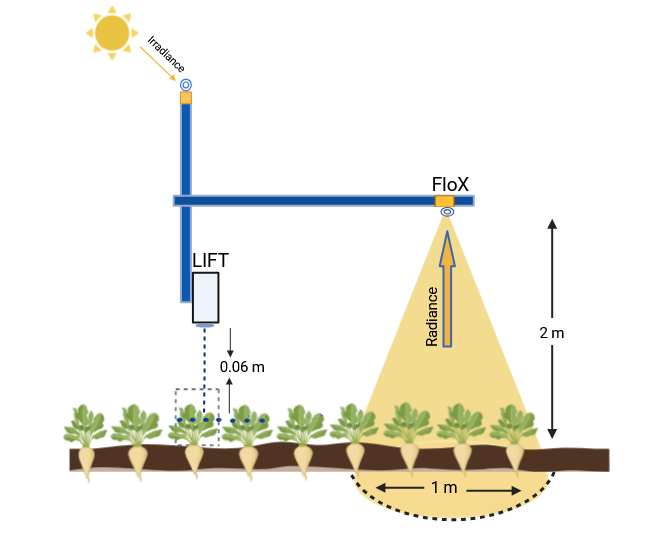 Irradiance
FloX
LIFT
Radiance
2 m
0.06 m
1 m